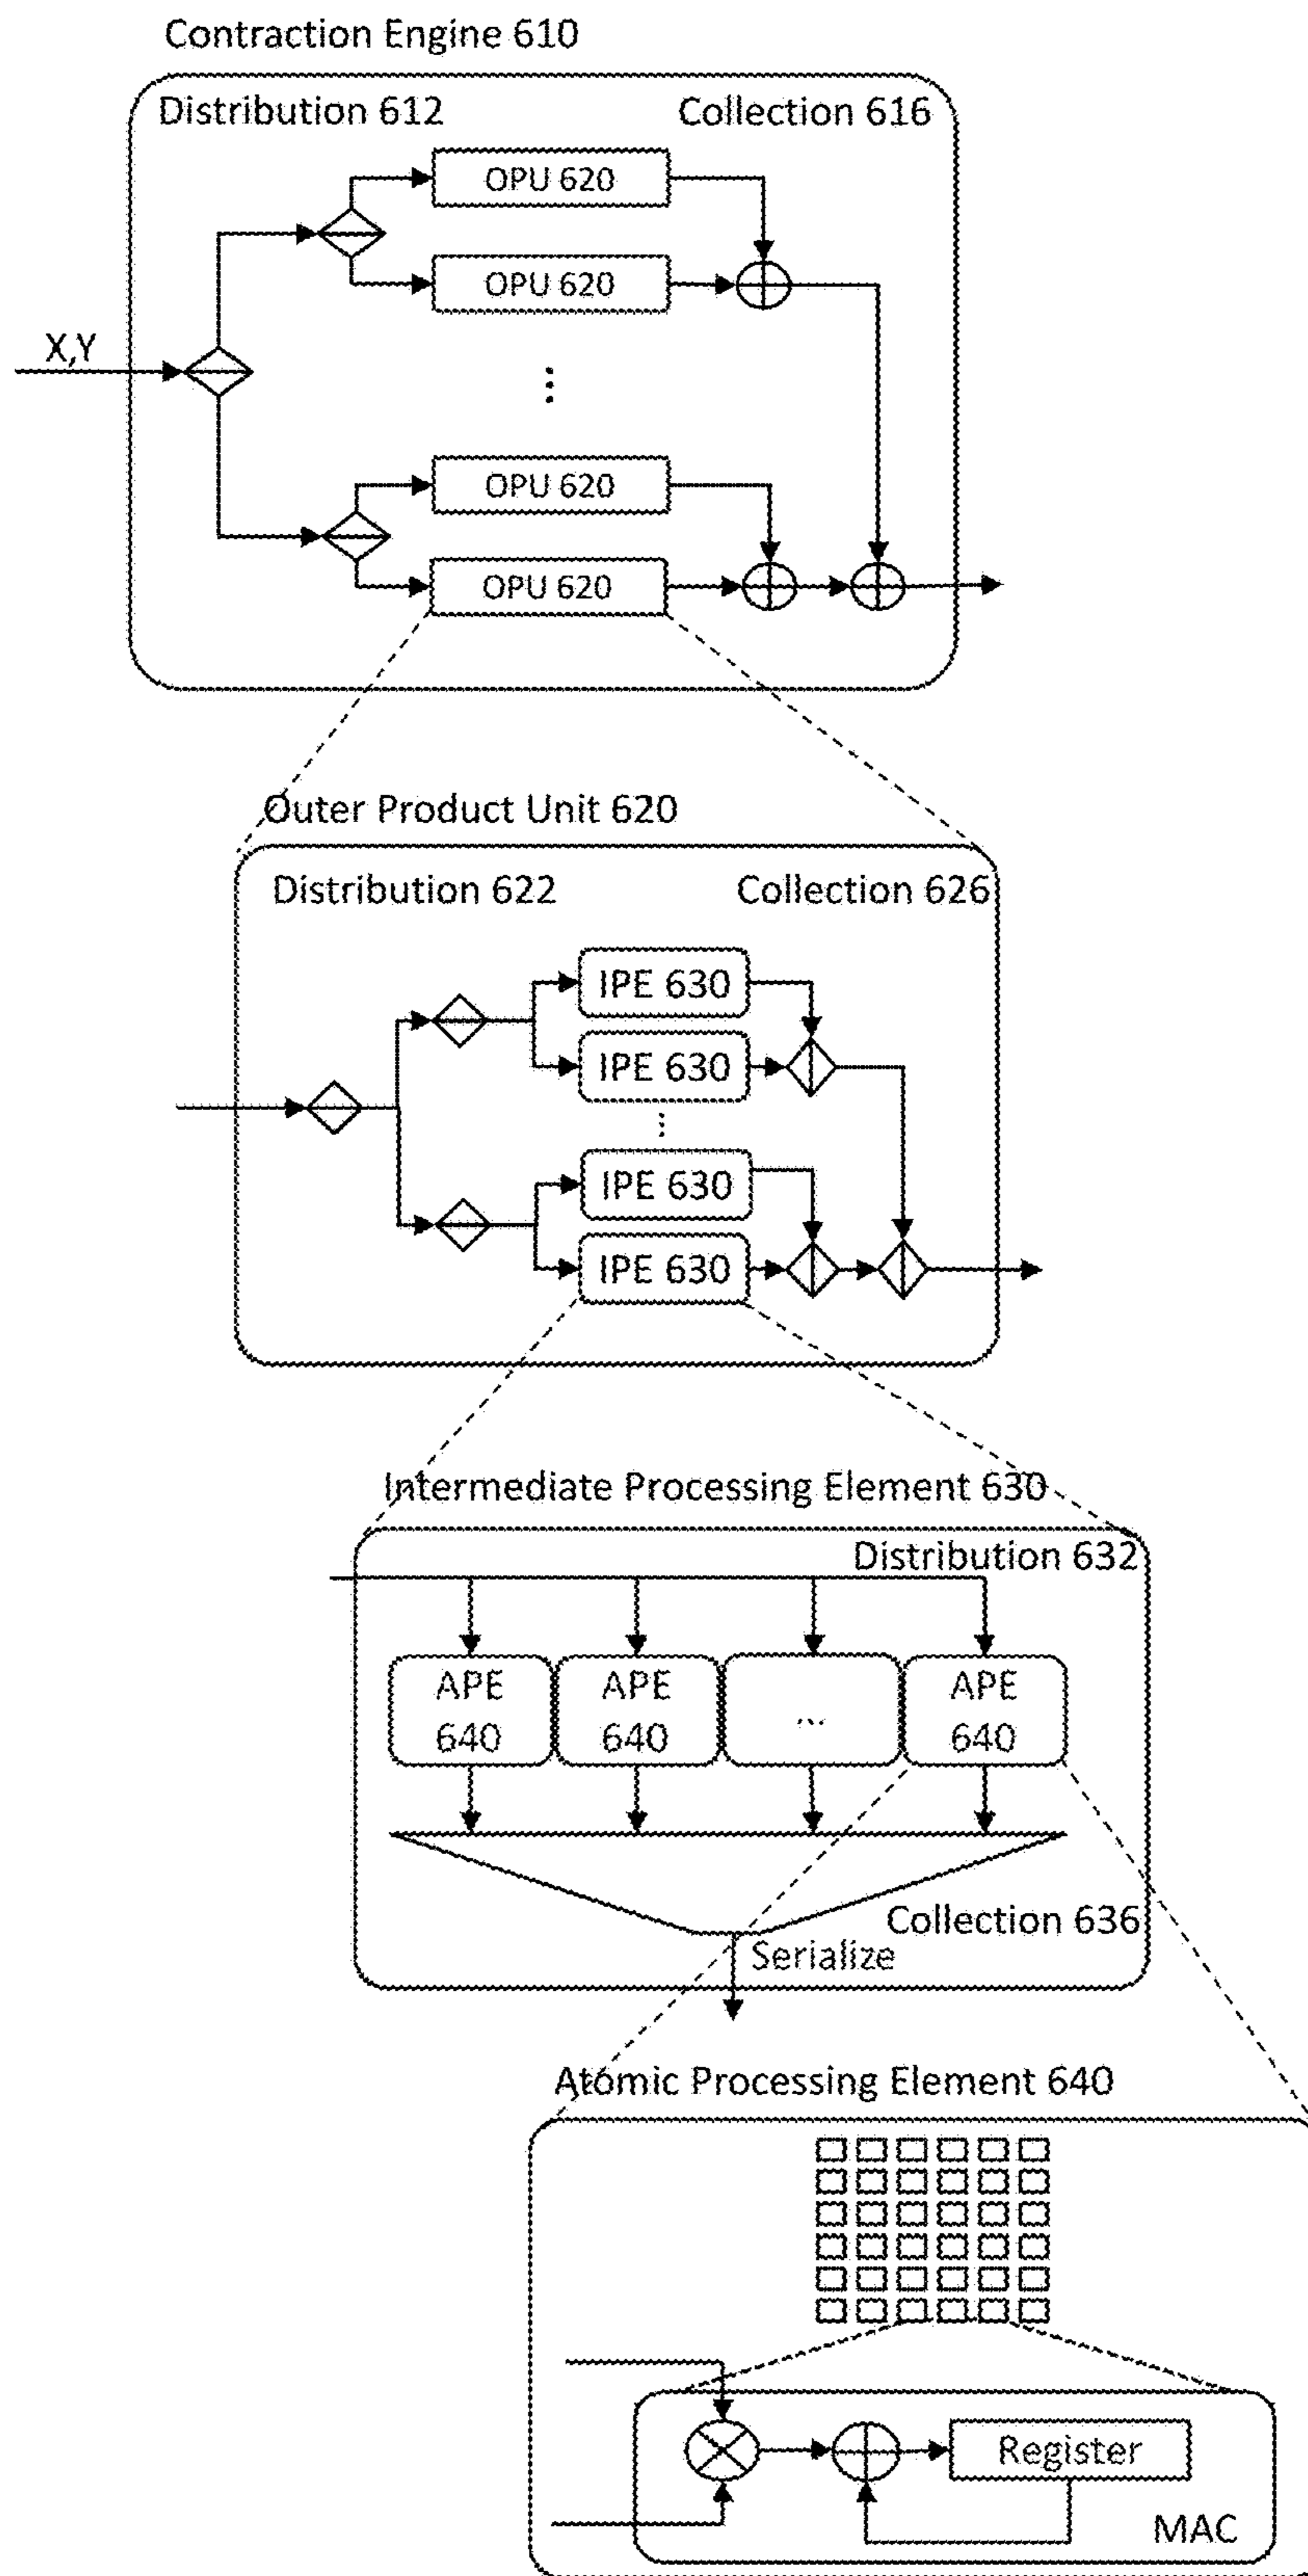 Contraction Engine 610
Distribution 612
Collection 616
OPU 620
OPU 620
X,Y
⋮
OPU 620
OPU 620
Outer Product Unit 620
Distribution 622
Collection 626
IPE 630
IPE 630
⋮
IPE 630
IPE 630
Intermediate Processing Element 630
Distribution 632
APE
640
APE
640
...
APE
640
Collection 636
Serialize
Atomic Processing Element 640
Register
MAC